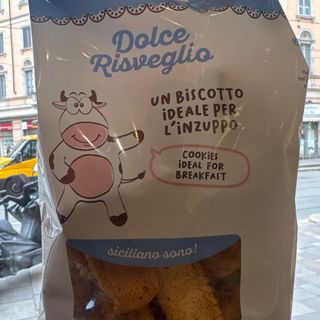 Dolce
Risveglio
UN BISCOTTO
iDEALE PER
L'iNZUPPO.
COOKIES
iDEAL FOR
BREAKFAST
siciliano sono!